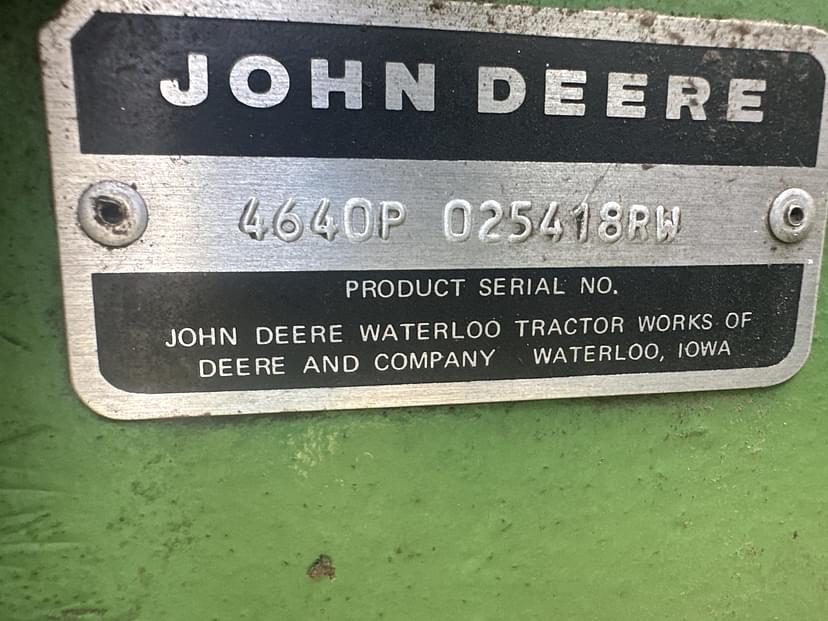 JOHN DEERE
4640P 025418RW
PRODUCT SERIAL NO.
JOHN DEERE WATERLOO TRACTOR WORKS OF
DEERE AND COMPANY WATERLOO, IOWA